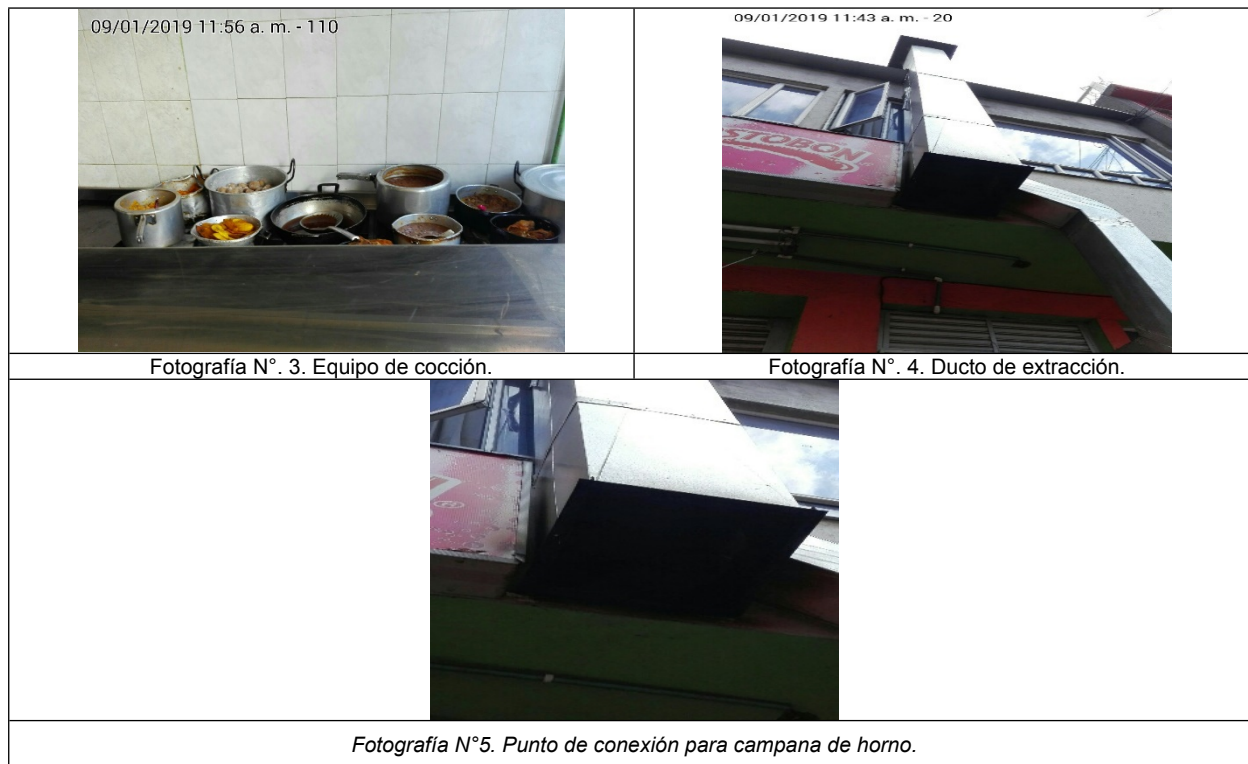 09/01/2019 11:56 a. m. - 110
09/01/2019 11:43 a. m. - 20
STOBÓN
Fotografía N°. 3. Equipo de cocción.
Fotografía N°. 4. Ducto de extracción.
Fotografía N°5. Punto de conexión para campana de horno.